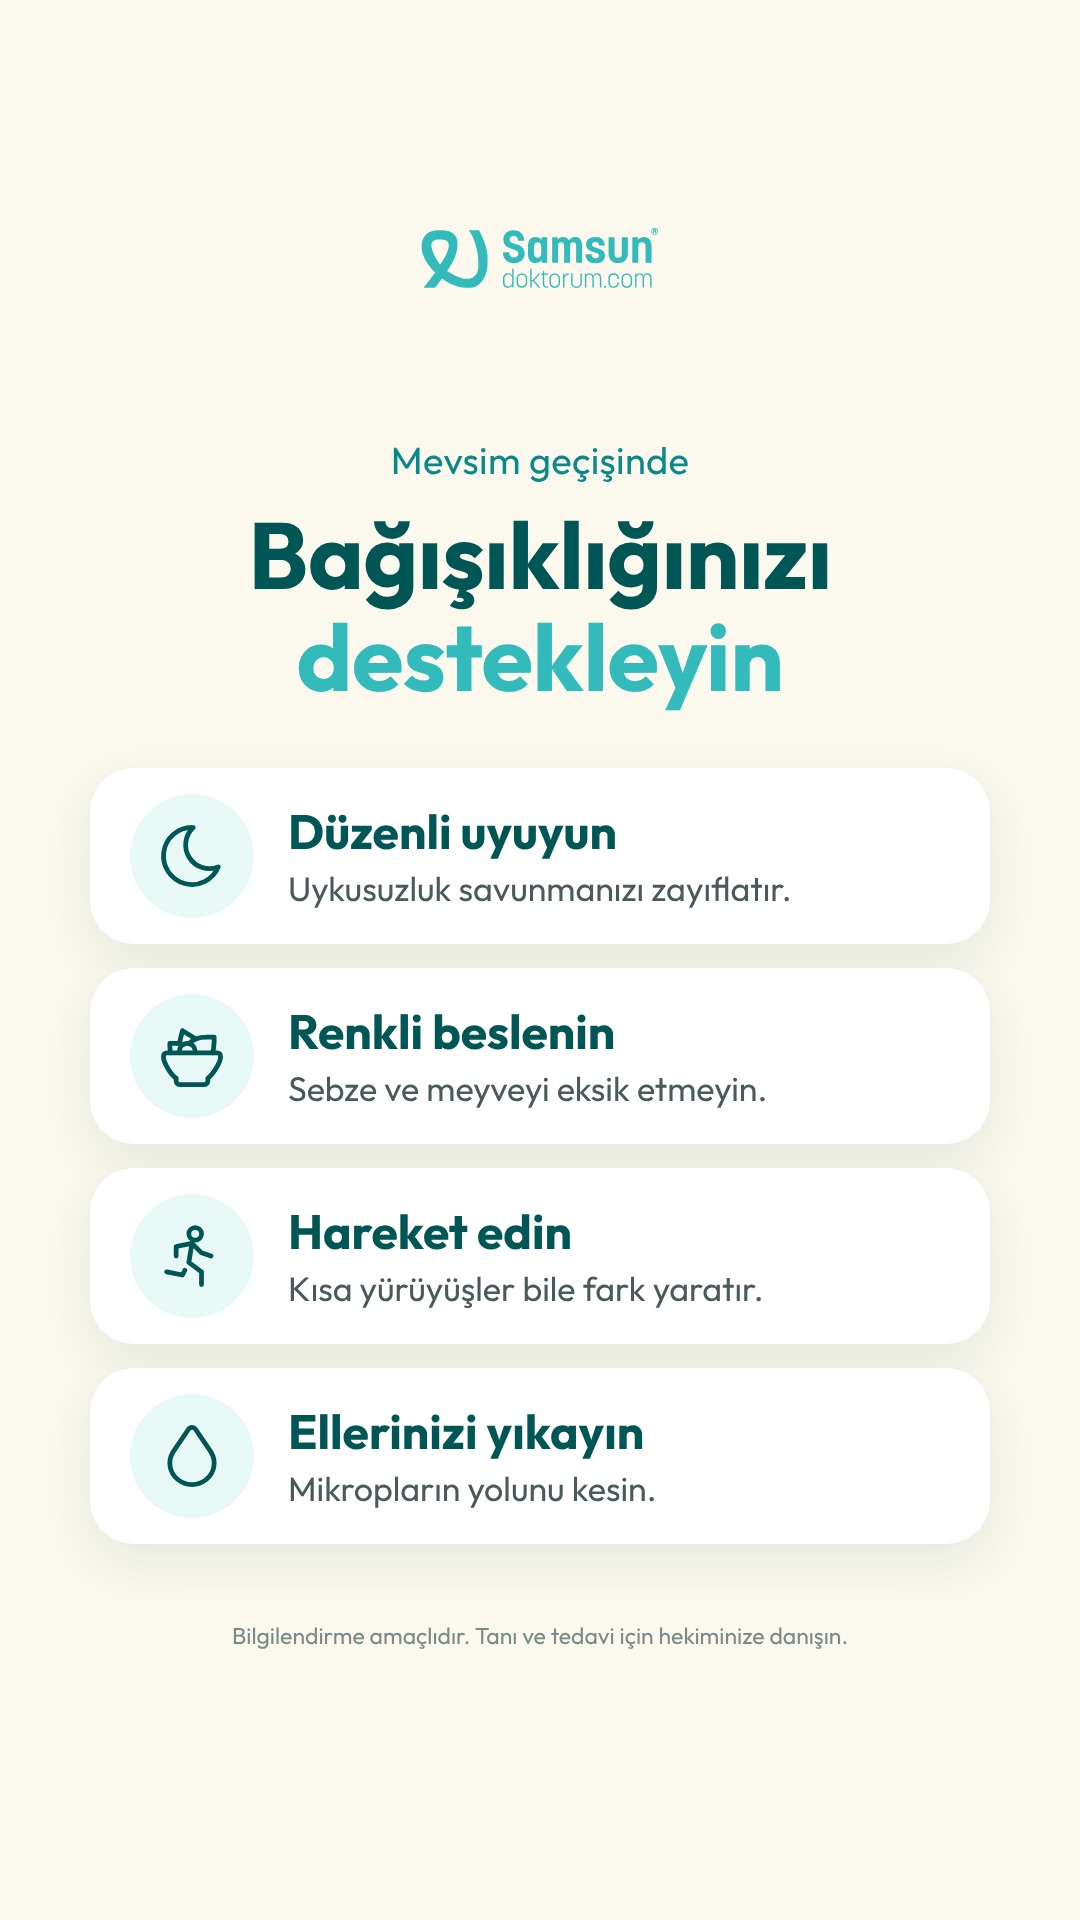 Samsun®
doktorum.com
Mevsim geçişinde
Bağışıklığınızı
destekleyin
Düzenli uyuyun
Uykusuzluk savunmanızı zayıflatır.
Renkli beslenin
Sebze ve meyveyi eksik etmeyin.
Hareket edin
Kısa yürüyüşler bile fark yaratır.
Ellerinizi yıkayın
Mikropların yolunu kesin.
Bilgilendirme amaçlıdır. Tanı ve tedavi için hekiminize danışın.